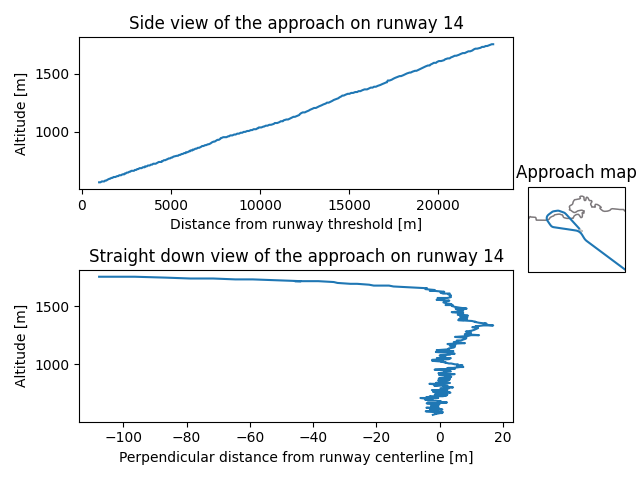 Side view of the approach on runway 14
1500
1000
Altitude [m]
0 5000 10000 15000 20000
Distance from runway threshold [m]
Approach map
Straight down view of the approach on runway 14
1500
1000
Altitude [m]
−100 −80 −60 −40 −20 0 20
Perpendicular distance from runway centerline [m]